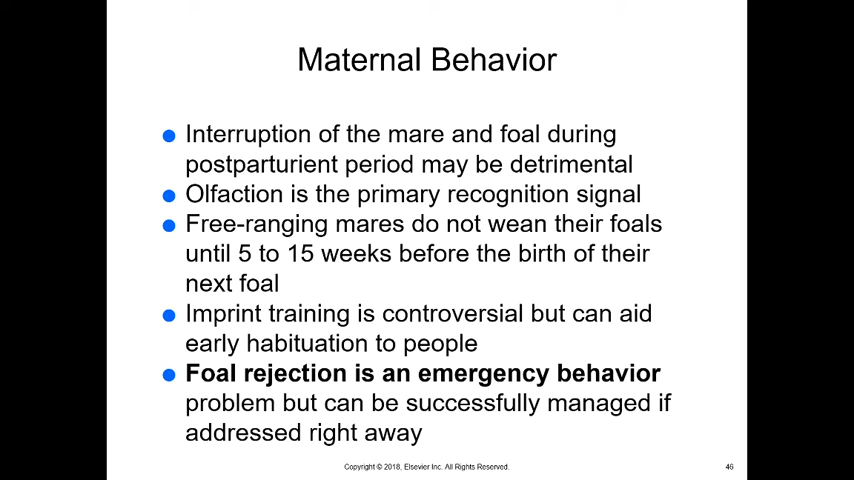 Maternal Behavior
● Interruption of the mare and foal during
postparturient period may be detrimental
● Olfaction is the primary recognition signal
● Free-ranging mares do not wean their foals
until 5 to 15 weeks before the birth of their
next foal
● Imprint training is controversial but can aid
early habituation to people
● Foal rejection is an emergency behavior
problem but can be successfully managed if
addressed right away
Copyright © 2018, Elsevier Inc. All Rights Reserved.
46